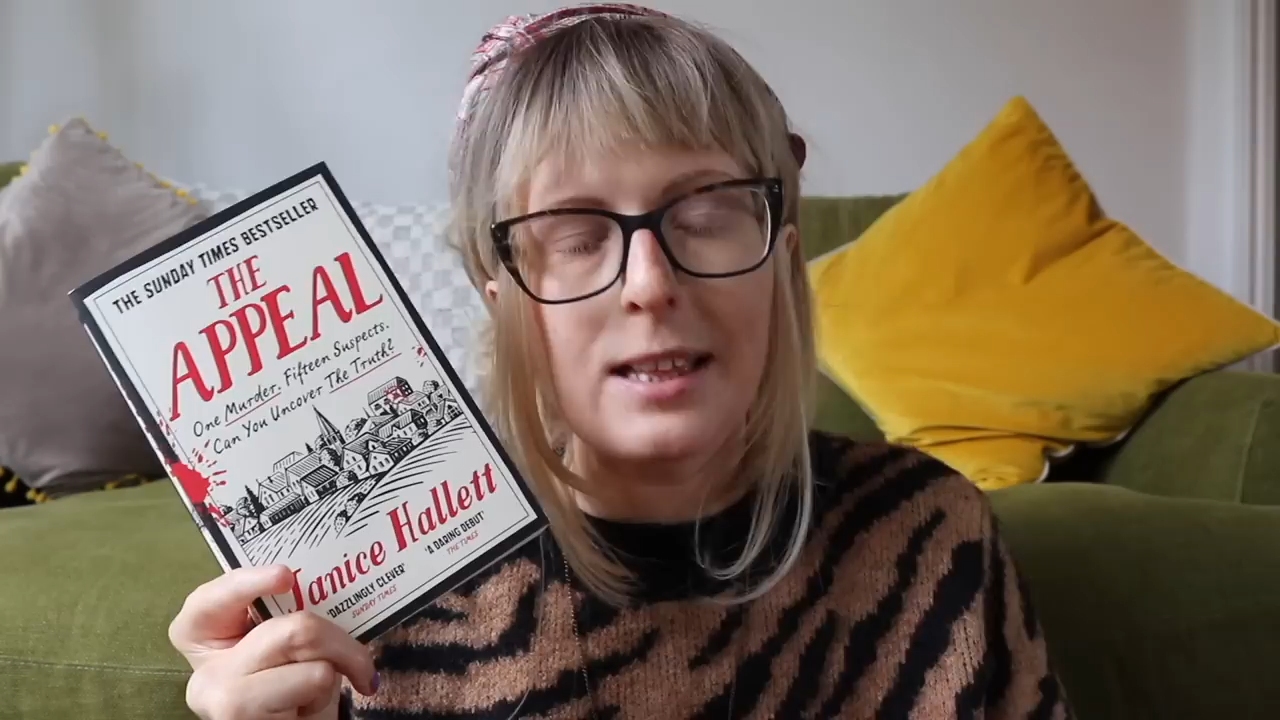 THE SUNDAY TIMES BESTSELLER
THE
APPEAL
One Murder. Fifteen Suspects.
Can You Uncover The Truth?
Janice Hallett
'DAZZLINGLY CLEVER'
SUNDAY TIMES
'A DARING DEBUT'
THE TIMES